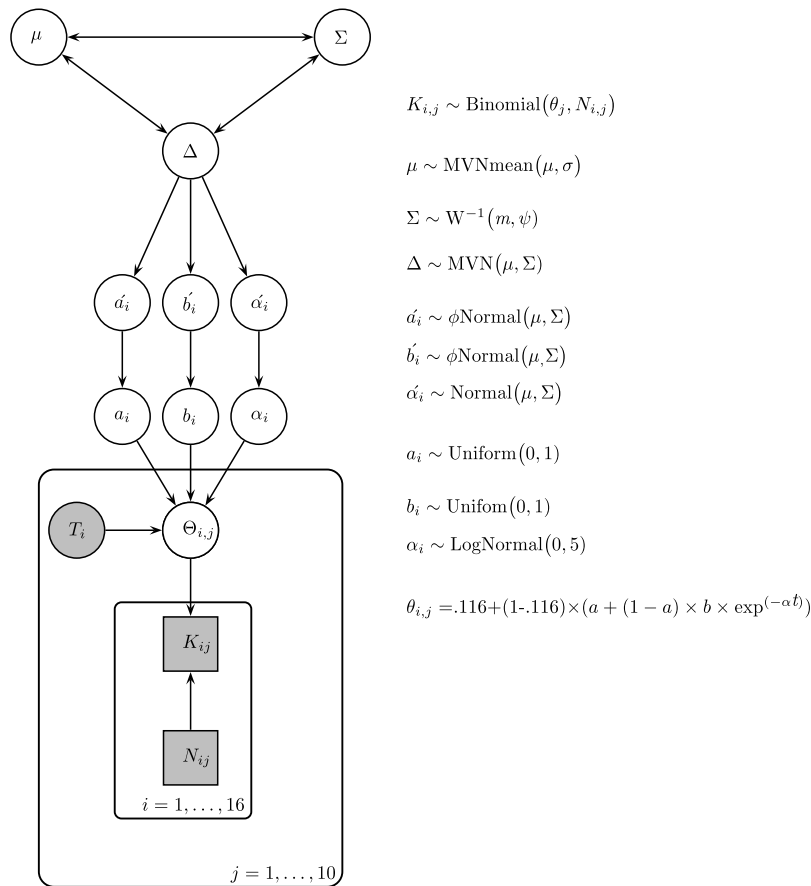 μ
Σ
Δ
á_i
b́_i
ά_i
a_i
b_i
α_i
T_i
Θ_{i,j}
K_{ij}
N_{ij}
i = 1, . . . , 16
j = 1, . . . , 10
K_{i,j} ∼ Binomial(θ_j, N_{i,j})
μ ∼ MVNmean(μ, σ)
Σ ∼ W^{−1}(m, ψ)
Δ ∼ MVN(μ, Σ)
á_i ∼ ϕNormal(μ, Σ)
b́_i ∼ ϕNormal(μ, Σ)
ά_i ∼ Normal(μ, Σ)
a_i ∼ Uniform(0, 1)
b_i ∼ Unifom(0, 1)
α_i ∼ LogNormal(0, 5)
θ_{i,j} =.116+(1-.116)×(a + (1 − a) × b × exp^{(−αt)})